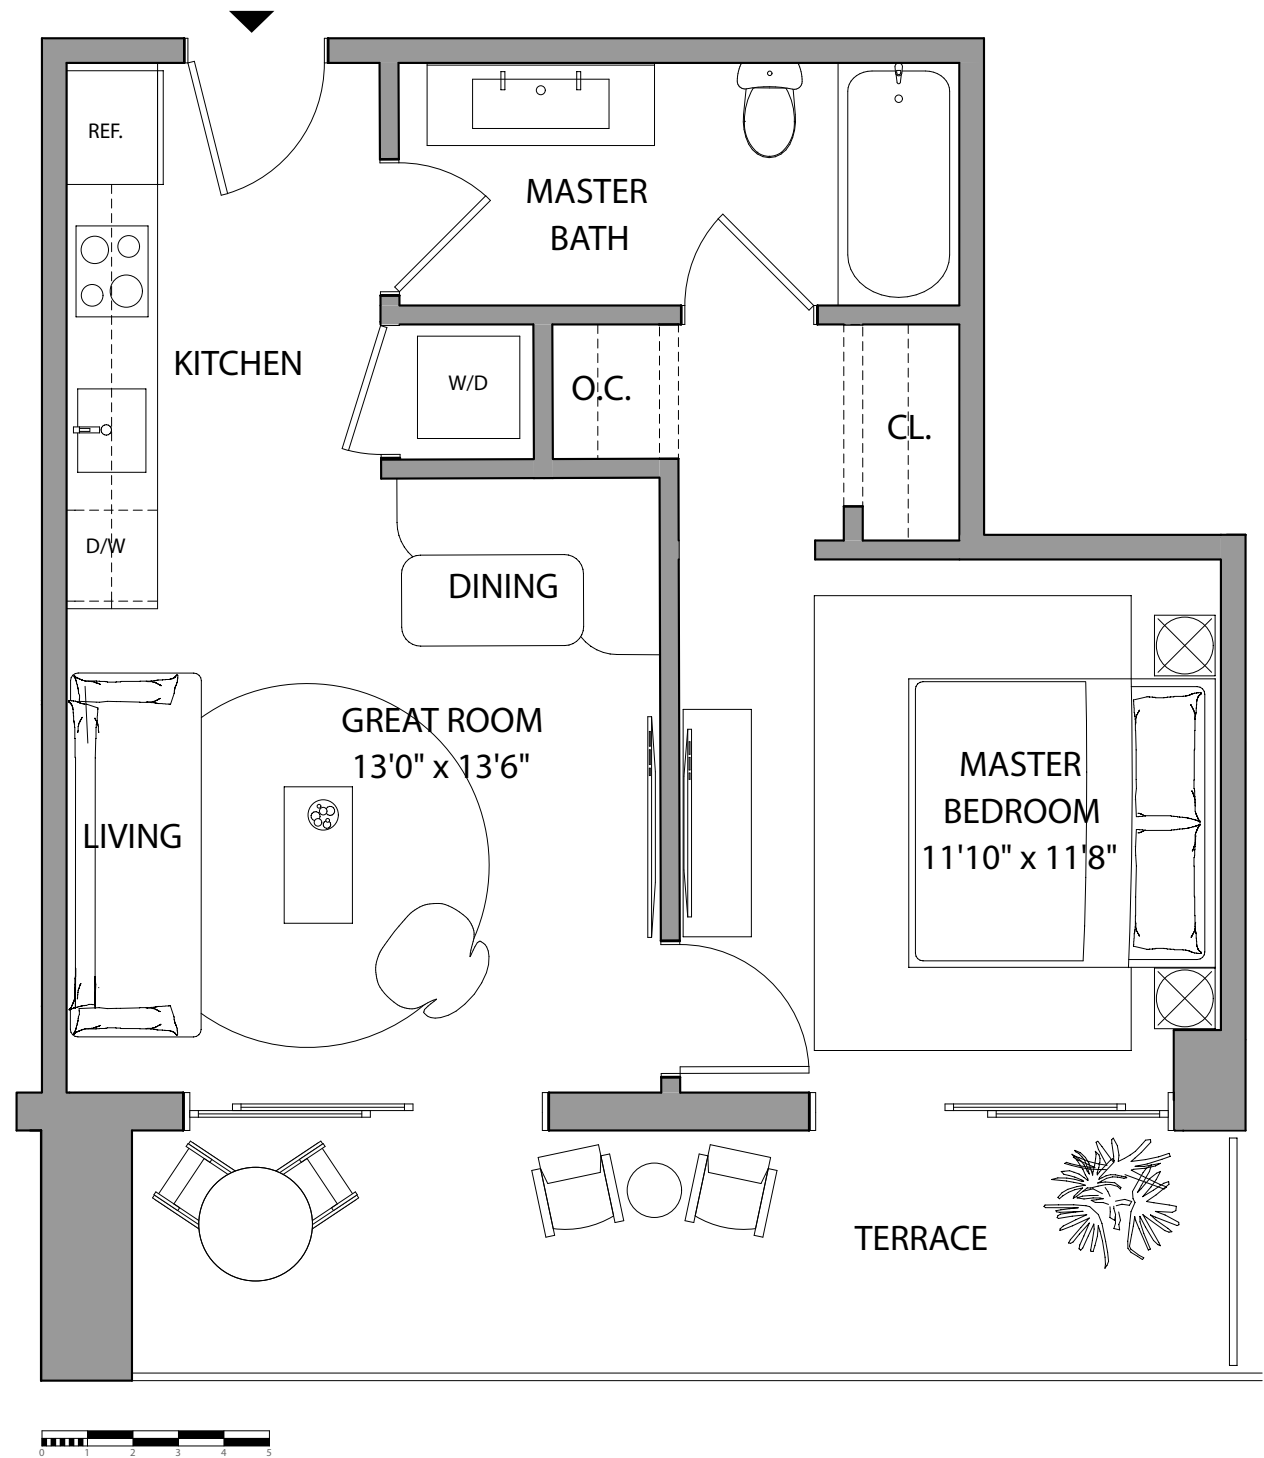 REF.
MASTER
BATH
KITCHEN
W/D
O.C.
CL.
D/W
DINING
GREAT ROOM
13'0" x 13'6"
LIVING
MASTER
BEDROOM
11'10" x 11'8"
TERRACE
0 1 2 3 4 5